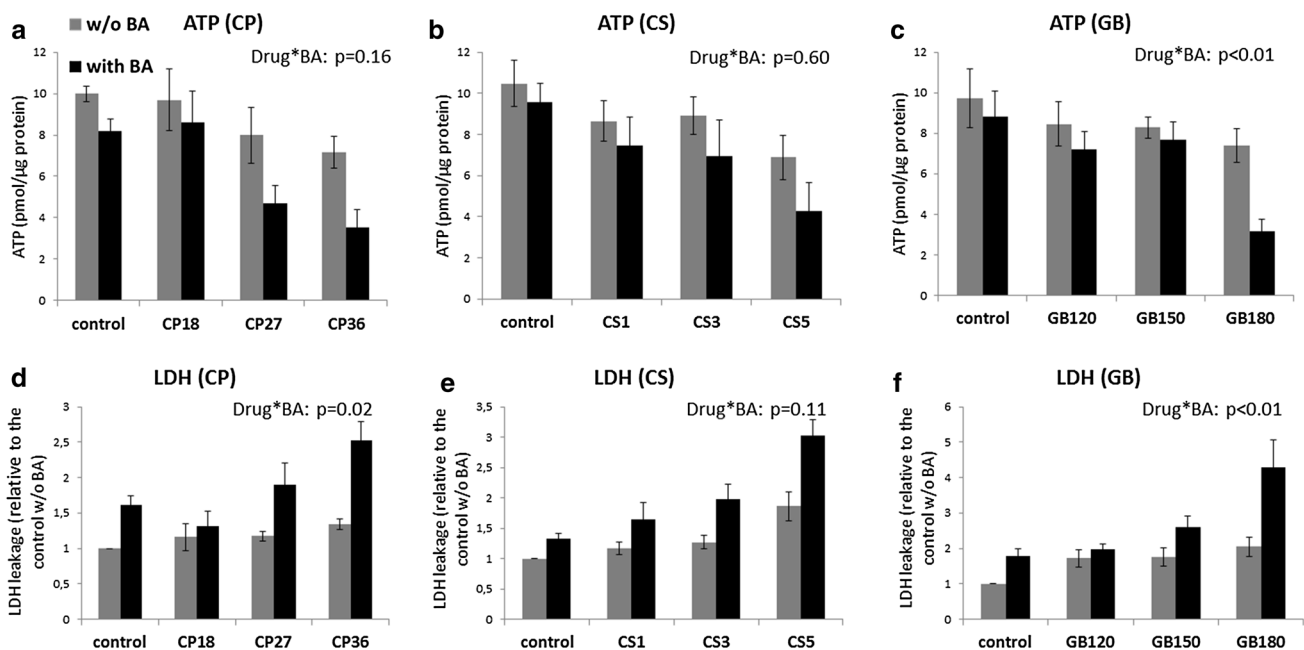 a
w/o BA
with BA
ATP (CP)
Drug*BA: p=0.16
ATP (pmol/µg protein)
12
10
8
6
4
2
0
control CP18 CP27 CP36
b
ATP (CS)
Drug*BA: p=0.60
ATP (pmol/µg protein)
12
10
8
6
4
2
0
control CS1 CS3 CS5
c
ATP (GB)
Drug*BA: p<0.01
ATP (pmol/µg protein)
12
10
8
6
4
2
0
control GB120 GB150 GB180
d
LDH (CP)
Drug*BA: p=0.02
LDH leakage (relative to the
control w/o BA)
3
2,5
2
1,5
1
0,5
0
control CP18 CP27 CP36
e
LDH (CS)
Drug*BA: p=0.11
LDH leakage (relative to the
control w/o BA)
3,5
3
2,5
2
1,5
1
0,5
0
control CS1 CS3 CS5
f
LDH (GB)
Drug*BA: p<0.01
LDH leakage (relative to the
control w/o BA)
6
5
4
3
2
1
0
control GB120 GB150 GB180